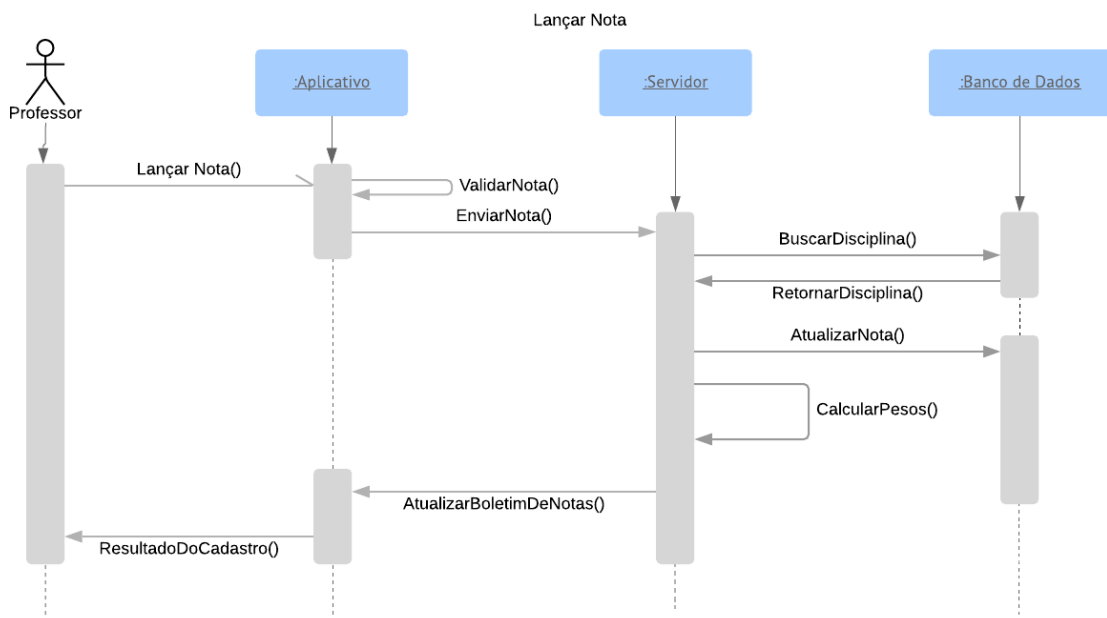 Lançar Nota
Professor
:Aplicativo
:Servidor
:Banco de Dados
Lançar Nota()
ValidarNota()
EnviarNota()
BuscarDisciplina()
RetornarDisciplina()
AtualizarNota()
CalcularPesos()
AtualizarBoletimDeNotas()
ResultadoDoCadastro()